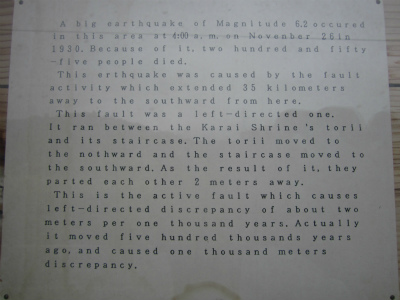 A big earthquake of Magnitude 6.2 occured
in this area at 4:00 a.m. on November 26 in
1930. Because of it, two hundred and fifty
-five people died.
This erthquake was caused by the fault
activity which extended 35 kilometers
away to the southward from here.
This fault was a left-directed one.
It ran between the Karai Shrine's torii
and its staircase. The torii moved to
the nothward and the staircase moved to
the southward. As the result of it, they
parted each other 2 meters away.
This is the active fault which causes
left-directed discrepancy of about two
meters per one thousand years. Actually
it moved five hundred thousands years
ago, and caused one thousand meters
discrepancy.